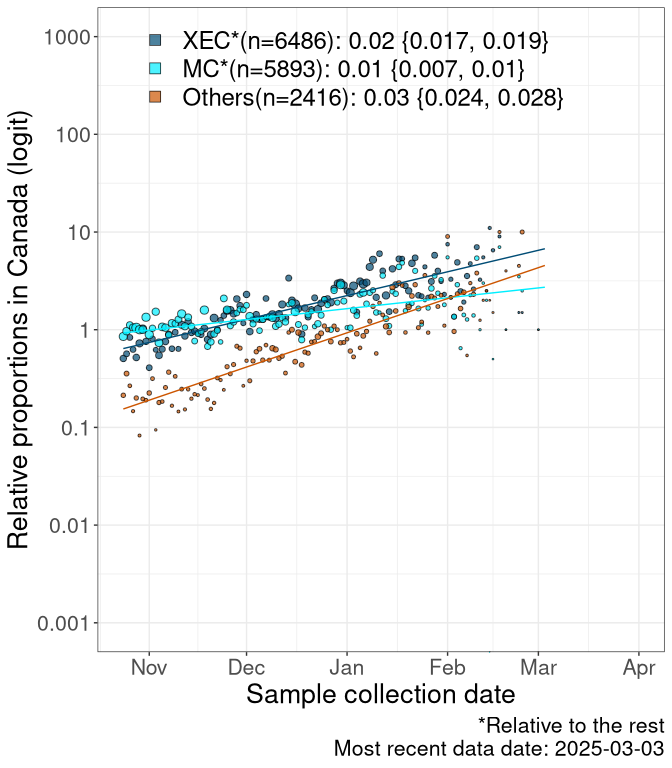 XEC*(n=6486): 0.02 {0.017, 0.019}
MC*(n=5893): 0.01 {0.007, 0.01}
Others(n=2416): 0.03 {0.024, 0.028}
Relative proportions in Canada (logit)
1000
100
10
1
0.1
0.01
0.001
Nov Dec Jan Feb Mar Apr
Sample collection date
*Relative to the rest
Most recent data date: 2025-03-03